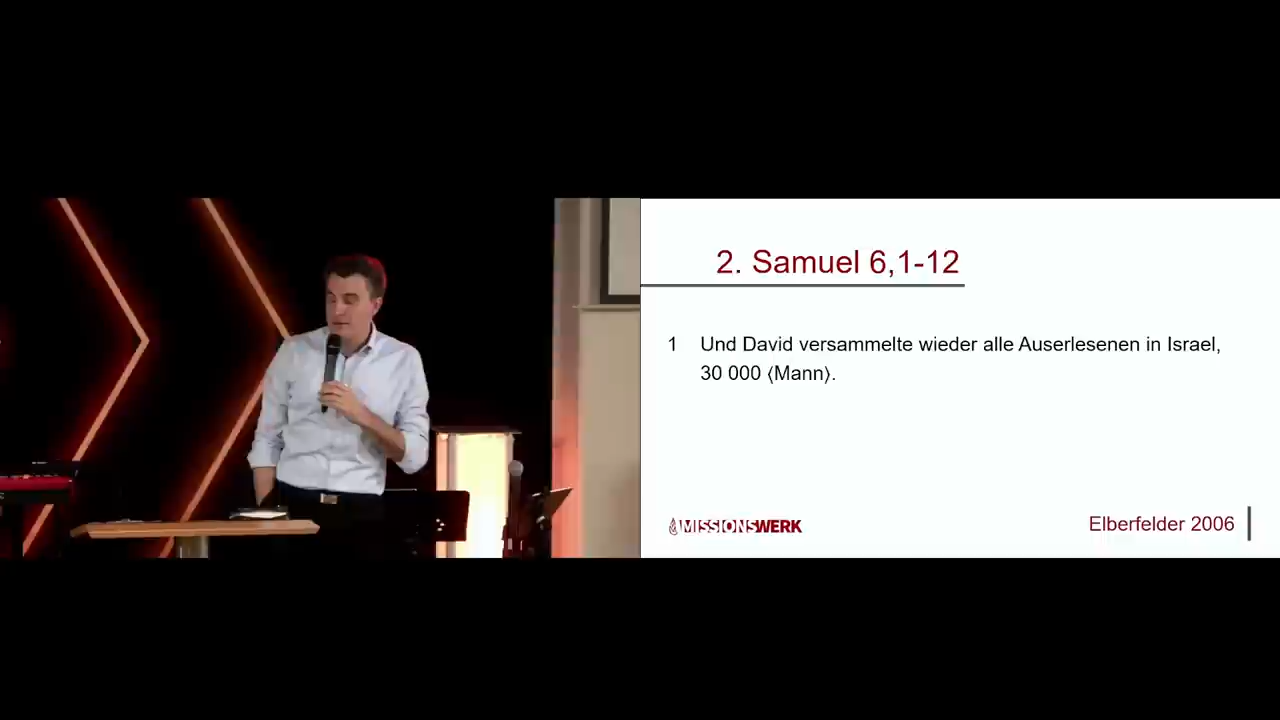 2. Samuel 6,1-12
1 Und David versammelte wieder alle Auserlesenen in Israel,
30 000 ⟨Mann⟩.
MISSIONSWERK
Elberfelder 2006